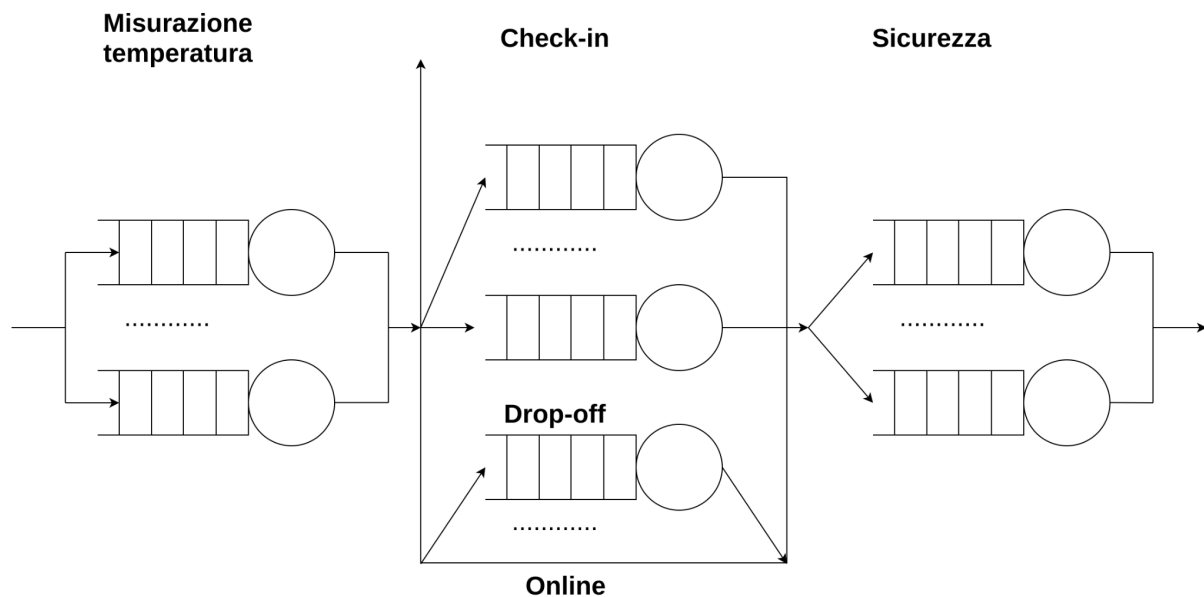 Misurazione
temperatura
Check-in
Sicurezza
............
............
............
Drop-off
............
Online